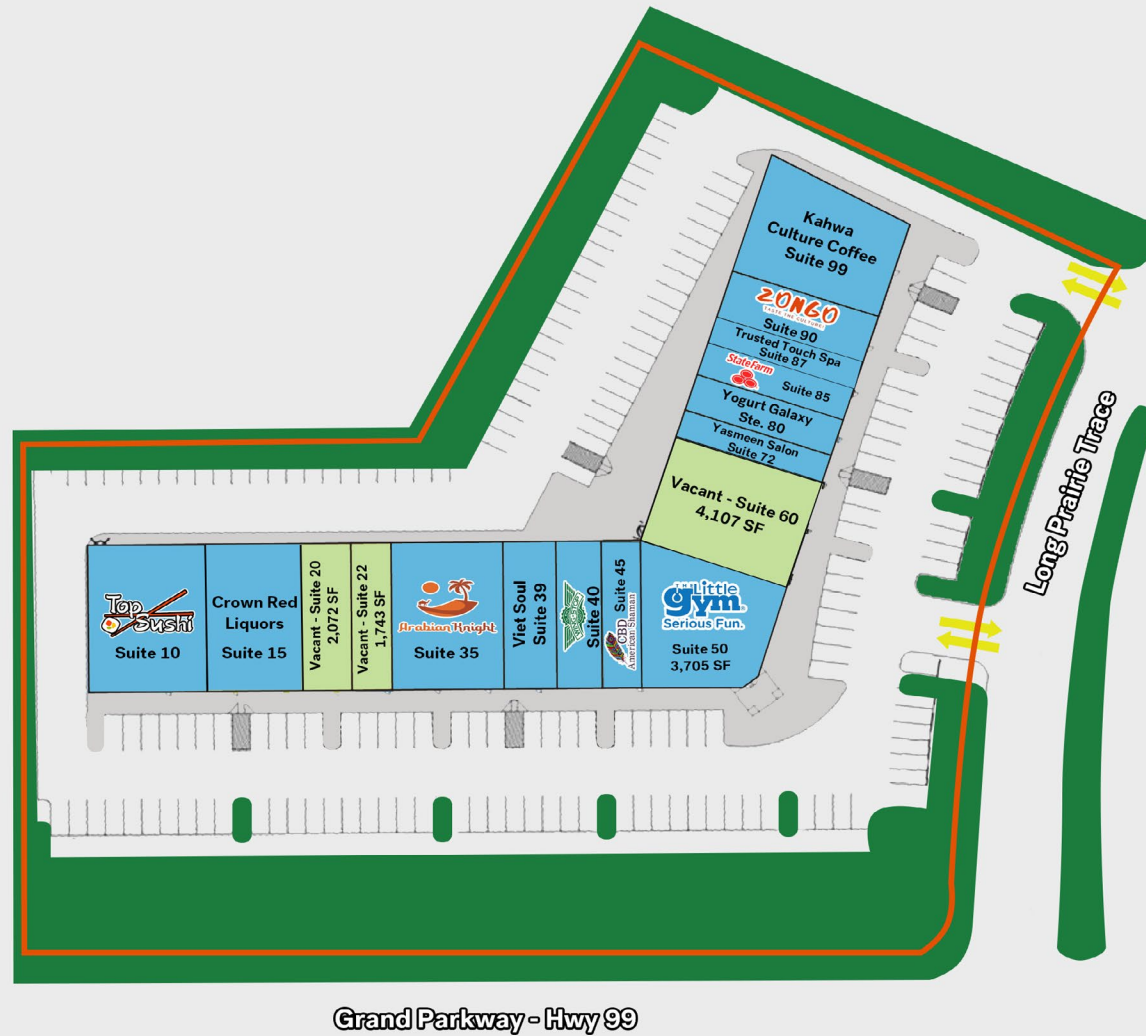 Kahwa
Culture Coffee
Suite 99
ZONGO
TASTE THE CULTURE!
Suite 90
Trusted Touch Spa
Suite 87
StateFarm
Suite 85
Yogurt Galaxy
Ste. 80
Yasmeen Salon
Suite 72
Vacant - Suite 60
4,107 SF
Long Prairie Trace
Top
Sushi
Suite 10
Crown Red
Liquors
Suite 15
Vacant - Suite 20
2,072 SF
Vacant - Suite 22
1,743 SF
Arabian Knight
Suite 35
Viet Soul
Suite 39
Suite 40
CBD
American Shaman
Suite 45
Little
gym
Serious Fun.
Suite 50
3,705 SF
Grand Parkway - Hwy 99